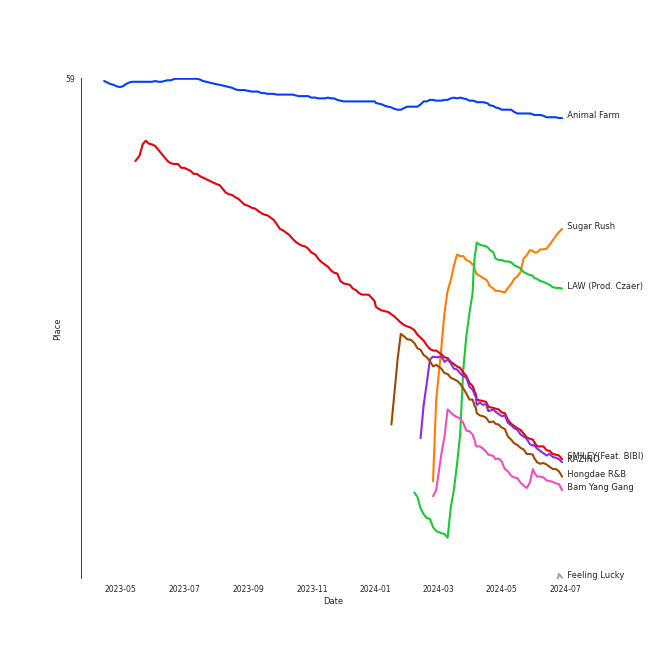 59
Animal Farm
Sugar Rush
LAW (Prod. Czaer)
Place
SMILEY(Feat. BIBI)
KAZINO
Hongdae R&B
Bam Yang Gang
Feeling Lucky
2023-05 2023-07 2023-09 2023-11 2024-01 2024-03 2024-05 2024-07
Date